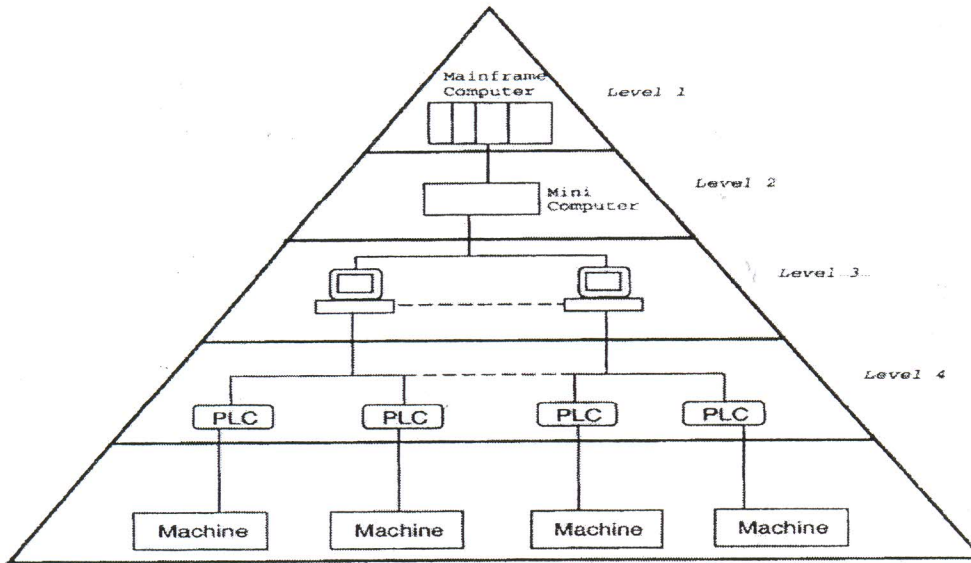 Mainframe
Computer
Level 1
Mini
Computer
Level 2
Level 3
Level 4
PLC PLC PLC PLC
Machine Machine Machine Machine